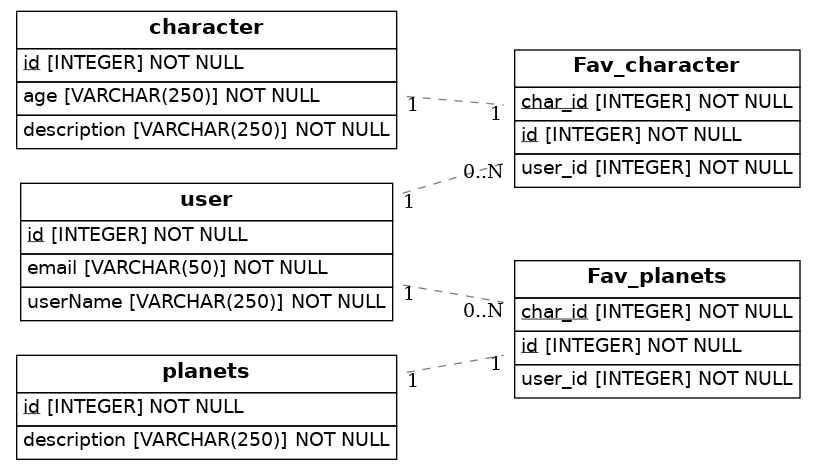 character
id [INTEGER] NOT NULL
age [VARCHAR(250)] NOT NULL
description [VARCHAR(250)] NOT NULL
user
id [INTEGER] NOT NULL
email [VARCHAR(50)] NOT NULL
userName [VARCHAR(250)] NOT NULL
planets
id [INTEGER] NOT NULL
description [VARCHAR(250)] NOT NULL
1
1
1
0..N
1
0..N
1
1
Fav_character
char_id [INTEGER] NOT NULL
id [INTEGER] NOT NULL
user_id [INTEGER] NOT NULL
Fav_planets
char_id [INTEGER] NOT NULL
id [INTEGER] NOT NULL
user_id [INTEGER] NOT NULL